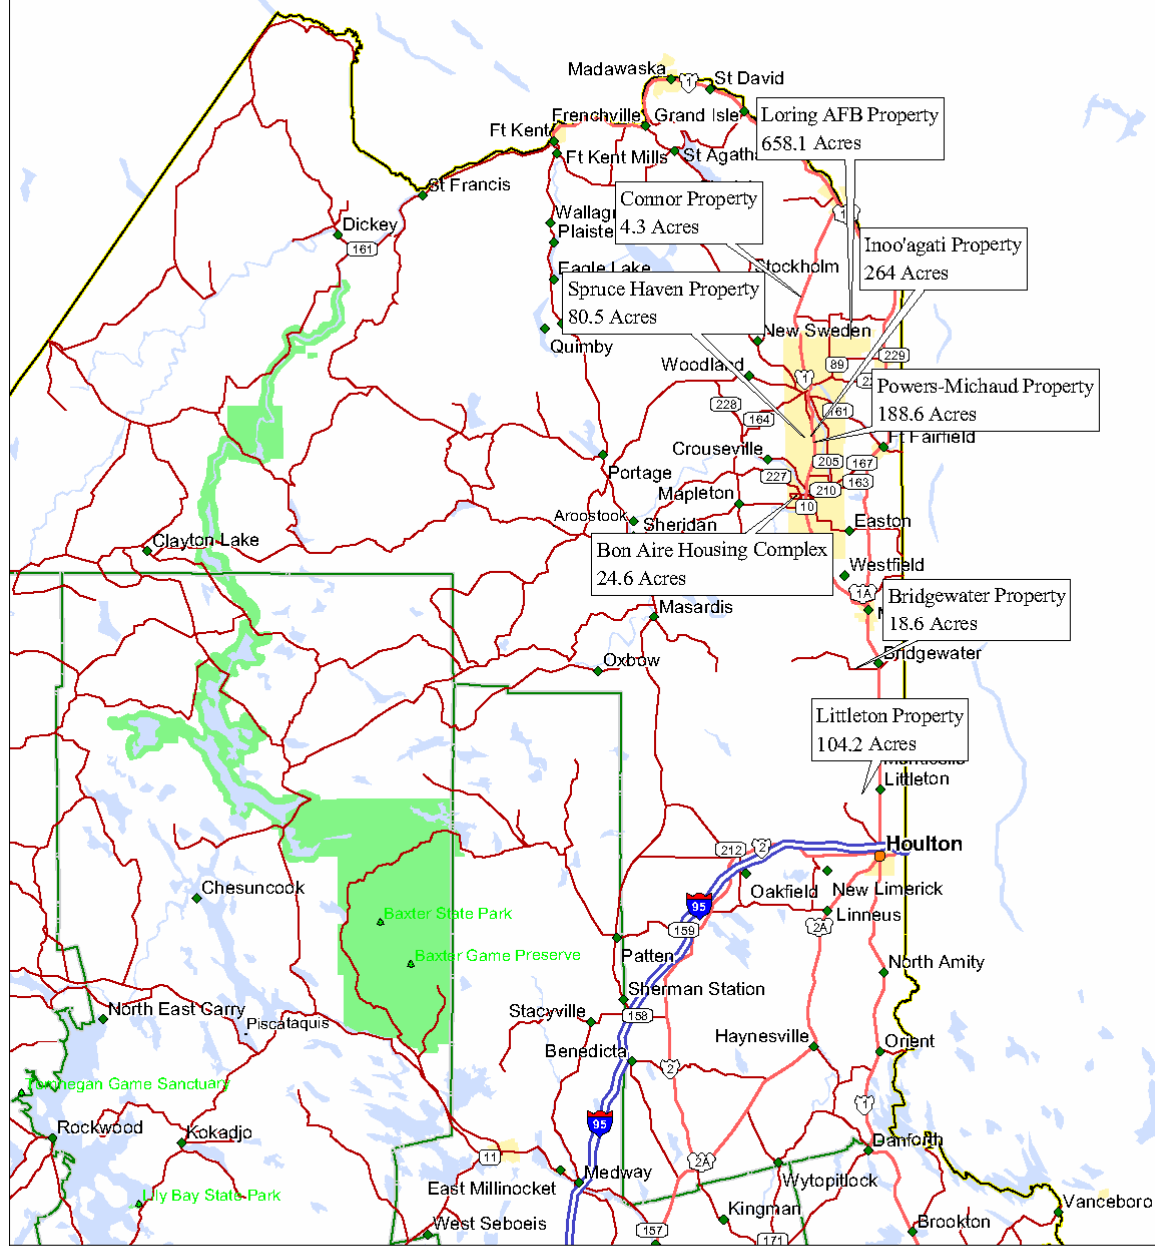 Madawaska
1
St David
Frenchville
Grand Isle
Loring AFB Property
658.1 Acres
Ft Kent
Ft Kent Mills
St Agatha
St Francis
Connor Property
4.3 Acres
Dickey
161
Wallagr
Plaiste
Inoo'agati Property
264 Acres
Eagle Lake
Stockholm
Spruce Haven Property
80.5 Acres
New Sweden
Quimby
229
89
Woodland
1
Powers-Michaud Property
188.6 Acres
228
164
161
Ft Fairfield
Crouseville
205
167
Portage
227
163
Mapleton
210
10
Aroostook
Sheridan
Easton
Clayton Lake
Bon Aire Housing Complex
24.6 Acres
Westfield
1A
Bridgewater Property
18.6 Acres
Masardis
Oxbow
Bridgewater
Littleton Property
104.2 Acres
Monticello
Littleton
Houlton
212
2
Chesuncook
Oakfield
New Limerick
95
Linneus
Baxter State Park
159
2A
Patten
Baxter Game Preserve
North Amity
Sherman Station
North East Carry
Stacyville
158
Piscataquis
Haynesville
Orient
Benedicta
2
Tomhegan Game Sanctuary
1
95
Rockwood
Kokadjo
Danforth
11
2A
Medway
Wytopitlock
East Millinocket
Lily Bay State Park
Vanceboro
Kingman
West Seboeis
157
171
Brookton